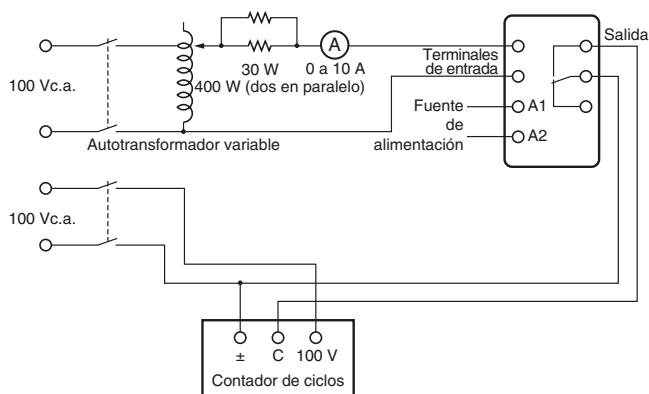 Salida
A
Terminales
de entrada
100 Vc.a.
30 W
0 a 10 A
400 W (dos en paralelo)
Fuente
de
alimentación
A1
A2
Autotransformador variable
100 Vc.a.
± C 100 V
Contador de ciclos